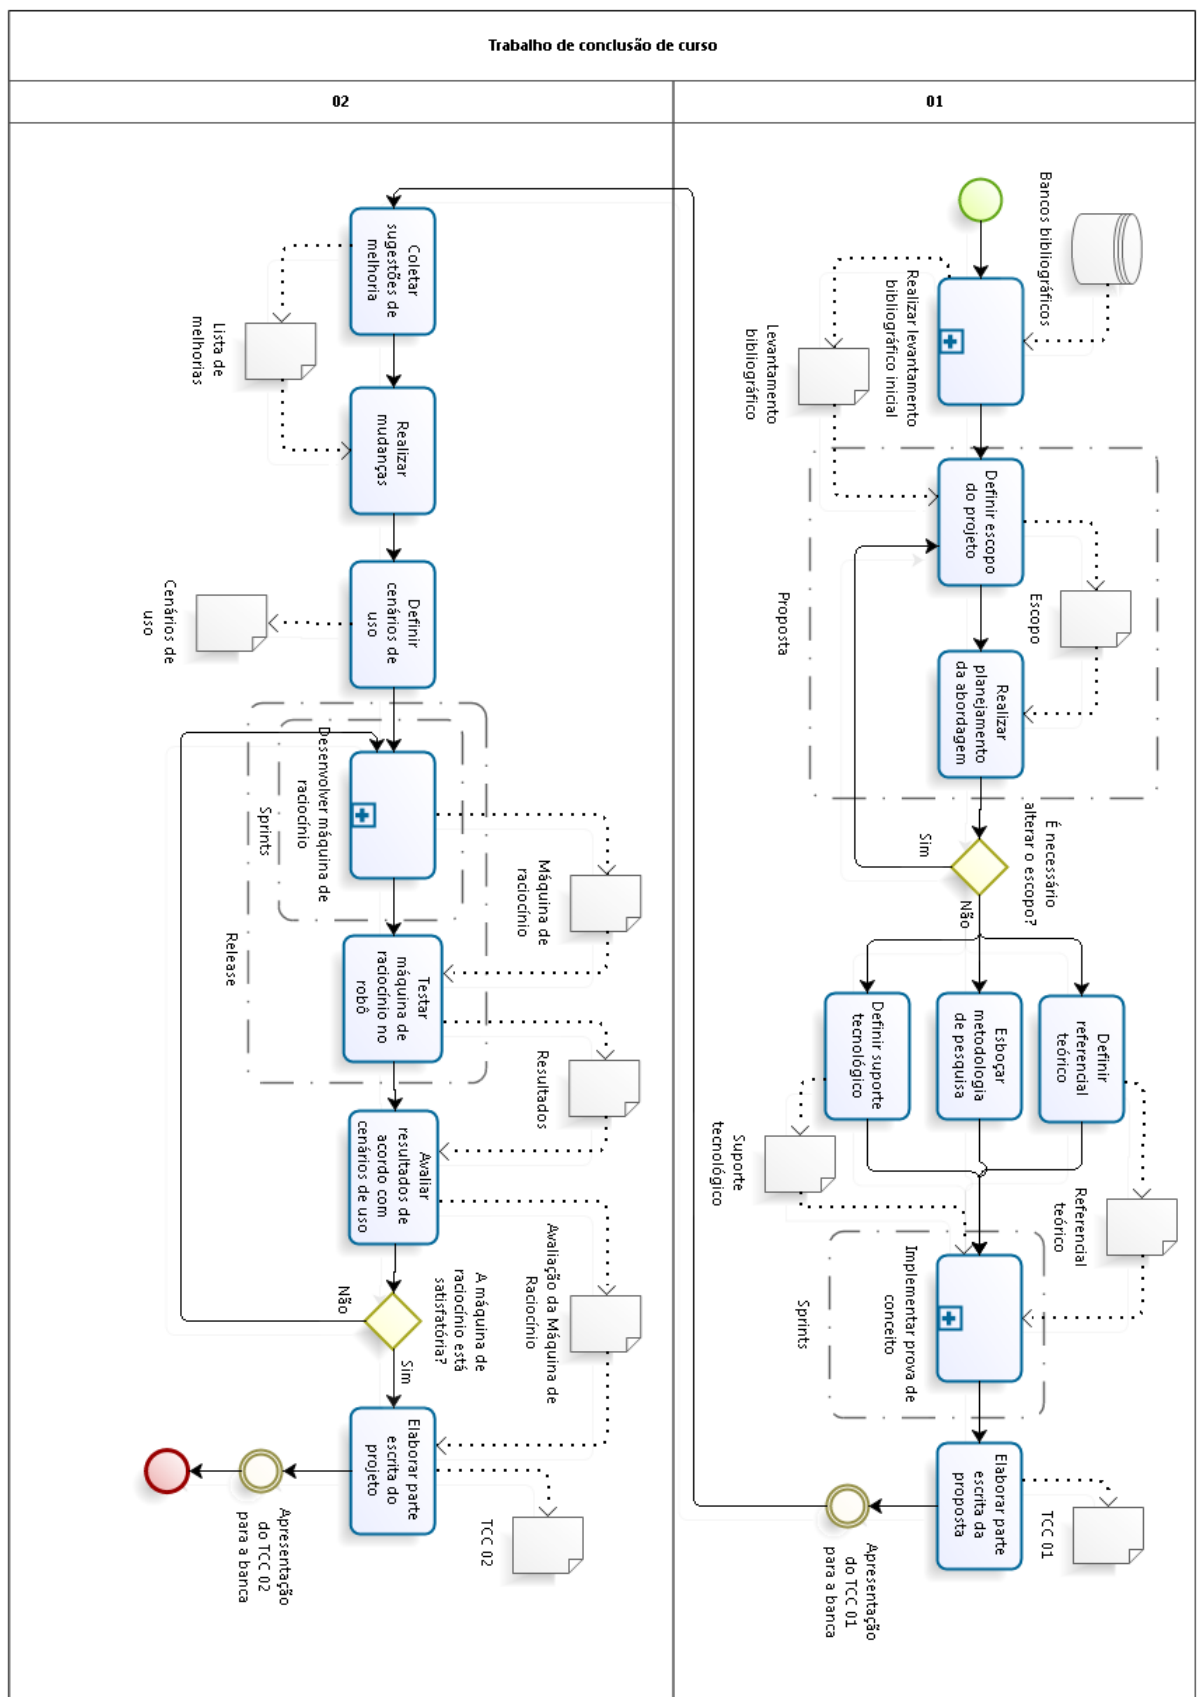 Trabalho de conclusão de curso
01
Bancos bibliográficos
Realizar levantamento
bibliográfico inicial
Levantamento
bibliográfico
Definir escopo
do projeto
Escopo
Realizar
planejamento
da abordagem
Proposta
É necessário
alterar o escopo?
Sim
Não
Definir
referencial
teórico
Esboçar
metodologia
de pesquisa
Definir suporte
tecnológico
Referencial
teórico
Suporte
tecnológico
Implementar prova de
conceito
Sprints
Elaborar parte
escrita da
proposta
TCC 01
Apresentação
do TCC 01
para a banca
02
Coletar
sugestões de
melhoria
Lista de
melhorias
Realizar
mudanças
Definir
cenários de
uso
Cenários de
uso
Desenvolver máquina de
raciocínio
Sprints
Máquina de
raciocínio
Testar
máquina de
raciocínio no
robô
Release
Resultados
Avaliar
resultados de
acordo com
cenários de uso
Avaliação da Máquina de
Raciocínio
A máquina de
raciocínio está
satisfatória?
Não
Sim
Elaborar parte
escrita do
projeto
TCC 02
Apresentação
do TCC 02
para a banca